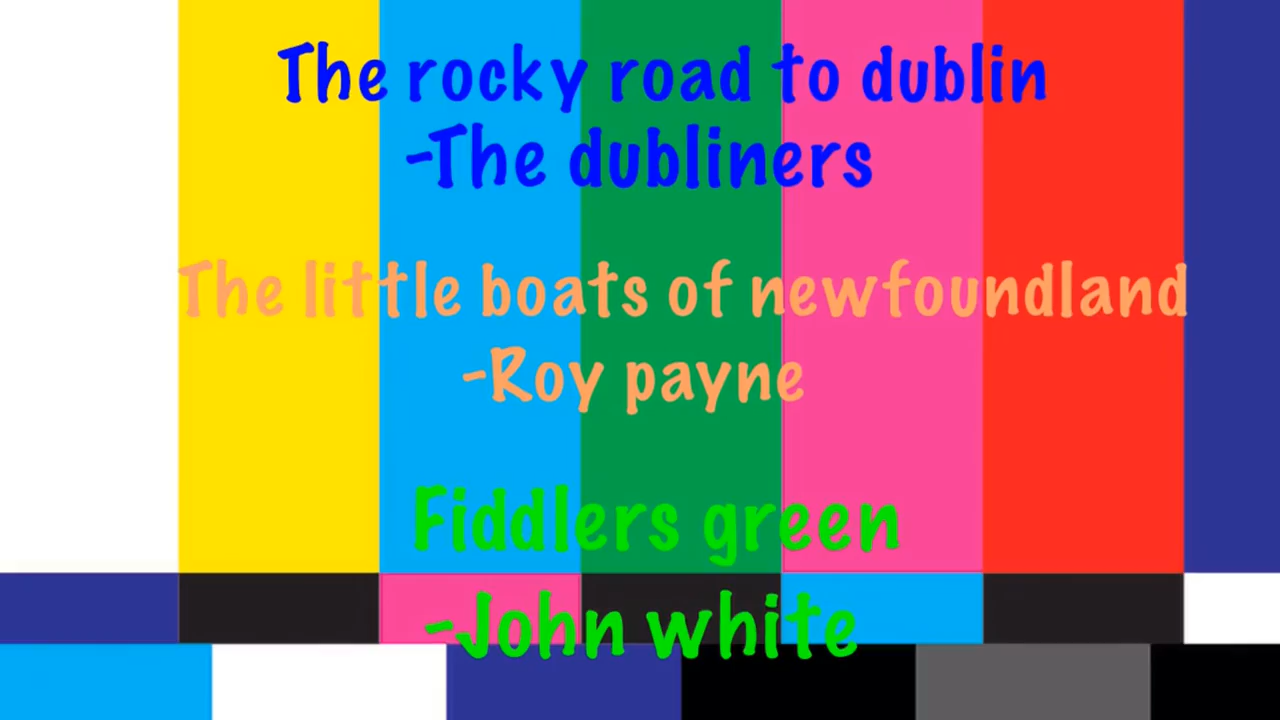 The rocky road to dublin
-The dubliners
The little boats of newfoundland
-Roy payne
Fiddlers green
-John white